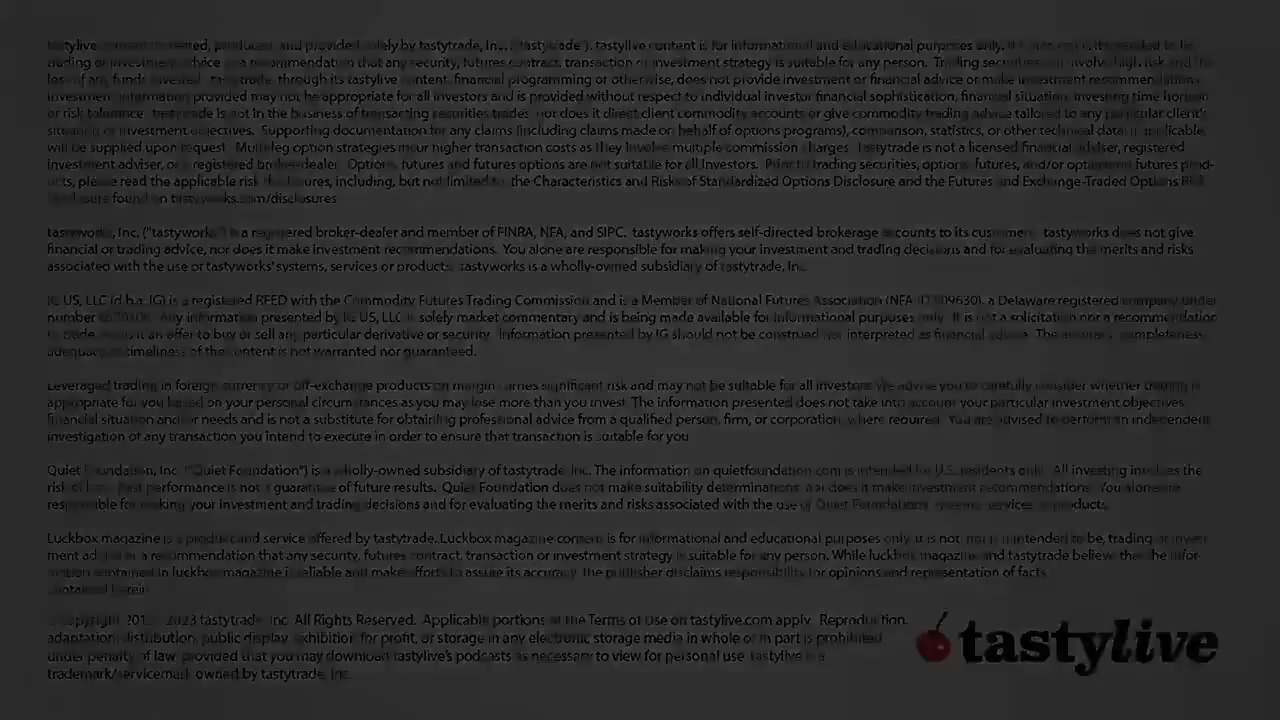 tastylive content is created, produced, and provided solely by tastytrade, Inc. ("tastytrade"). tastylive content is for informational and educational purposes only. It is not, nor is it intended to be,
trading or investment advice or a recommendation that any security, futures contract, transaction or investment strategy is suitable for any person. Trading securities can involve high risk and the
loss of any funds invested. tastytrade, through its tastylive content, financial programming or otherwise, does not provide investment or financial advice or make investment recommendations.
Investment information provided may not be appropriate for all investors and is provided without respect to individual investor financial sophistication, financial situation, investing time horizon
or risk tolerance. tastytrade is not in the business of transacting securities trades, nor does it direct client commodity accounts or give commodity trading advice tailored to any particular client's
situation or investment objectives. Supporting documentation for any claims (including claims made on behalf of options programs), comparison, statistics, or other technical data, if applicable,
will be supplied upon request. Multi-leg option strategies incur higher transaction costs as they involve multiple commission charges. Tastytrade is not a licensed financial adviser, registered
investment adviser, or a registered broker-dealer. Options, futures and futures options are not suitable for all Investors. Prior to trading securities, options, futures, and/or options on futures prod-
ucts, please read the applicable risk disclosures, including, but not limited to, the Characteristics and Risks of Standardized Options Disclosure and the Futures and Exchange-Traded Options Risk
Disclosure found on tastyworks.com/disclosures
tastyworks, Inc. ("tastyworks") is a registered broker-dealer and member of FINRA, NFA, and SIPC. tastyworks offers self-directed brokerage accounts to its customers. tastyworks does not give
financial or trading advice, nor does it make investment recommendations. You alone are responsible for making your investment and trading decisions and for evaluating the merits and risks
associated with the use or tastyworks' systems, services or products. tastyworks is a wholly-owned subsidiary of tastytrade, Inc.
IG US, LLC (d.b.a. IG) is a registered RFED with the Commodity Futures Trading Commission and is a Member of National Futures Association (NFA ID 0509630), a Delaware registered company under
number Any information presented by IG US, LLC is solely market commentary and is being made available for informational purposes only. It is not a solicitation nor a recommendation
to trade, nor is it an offer to buy or sell any particular derivative or security. Information presented by IG should not be construed nor interpreted as financial advice. The accuracy, completeness,
adequacy or timeliness of the content is not warranted nor guaranteed.
Leveraged trading in foreign currency or off-exchange products on margin carries significant risk and may not be suitable for all investors. We advise you to carefully consider whether trading is
appropriate for you based on your personal circumstances as you may lose more than you invest. The information presented does not take into account your particular investment objectives,
financial situation and/or needs and is not a substitute for obtaining professional advice from a qualified person, firm, or corporation, where required. You are advised to perform an independent
investigation of any transaction you intend to execute in order to ensure that transaction is suitable for you
Quiet Foundation, Inc. ("Quiet Foundation") is a wholly-owned subsidiary of tastytrade, Inc. The information on quietfoundation.com is intended for U.S. residents only. All investing involves the
risk of loss. Past performance is not a guarantee of future results. Quiet Foundation does not make suitability determinations, nor does it make investment recommendations. You alone are
responsible for making your investment and trading decisions and for evaluating the merits and risks associated with the use of Quiet Foundations' systems, services or products.
Luckbox magazine is a product and service offered by tastytrade. Luckbox magazine content is for informational and educational purposes only. It is not, nor is it intended to be, trading or invest-
ment advice or a recommendation that any security, futures contract, transaction or investment strategy is suitable for any person. While luckbox magazine and tastytrade believe that the infor-
mation contained in luckbox magazine is reliable and make efforts to assure its accuracy, the publisher disclaims responsibility for opinions and representation of facts
contained herein.
Copyright 2023 tastytrade, Inc. All Rights Reserved. Applicable portions of the Terms of Use on tastylive.com apply. Reproduction,
adaptation, distribution, public display, exhibition for profit, or storage in any electronic storage media in whole or in part is prohibited
under penalty of law, provided that you may download tastylive's podcasts as necessary to view for personal use. tastylive is a
trademark/servicemark owned by tastytrade, Inc.
tastylive